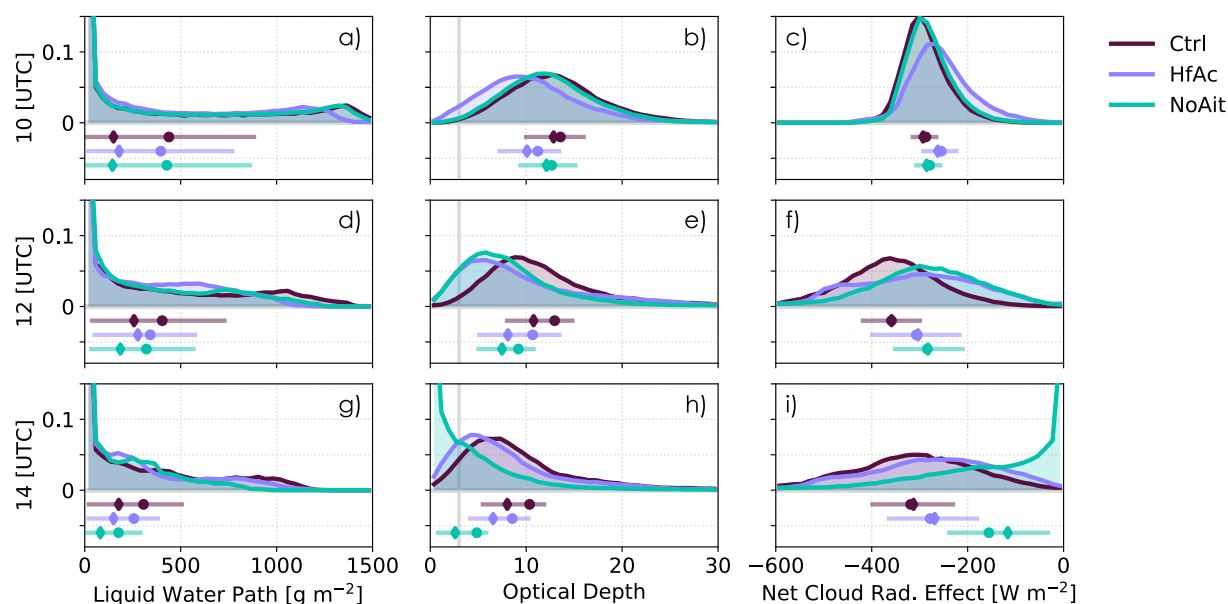 a)
b)
c)
Ctrl
HfAc
NoAit
10 [UTC]
0.1
0
d)
e)
f)
12 [UTC]
0.1
0
g)
h)
i)
14 [UTC]
0.1
0
0 500 1000 1500
0 10 20 30
−600 −400 −200 0
Liquid Water Path [g m⁻²]
Optical Depth
Net Cloud Rad. Effect [W m⁻²]